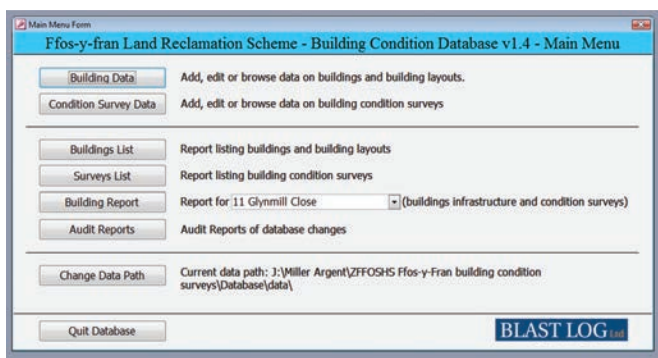 Main Menu Form
Ffos-y-fran Land Reclamation Scheme - Building Condition Database v1.4 - Main Menu
Building Data Add, edit or browse data on buildings and building layouts.
Condition Survey Data Add, edit or browse data on building condition surveys
Buildings List Report listing buildings and building layouts
Surveys List Report listing building condition surveys
Building Report Report for 11 Glynmill Close (buildings infrastructure and condition surveys)
Audit Reports Audit Reports of database changes
Change Data Path Current data path: J:\Miller Argent\ZFFOSHS Ffos-y-Fran building condition
surveys\Database\data\
Quit Database BLAST LOG Ltd